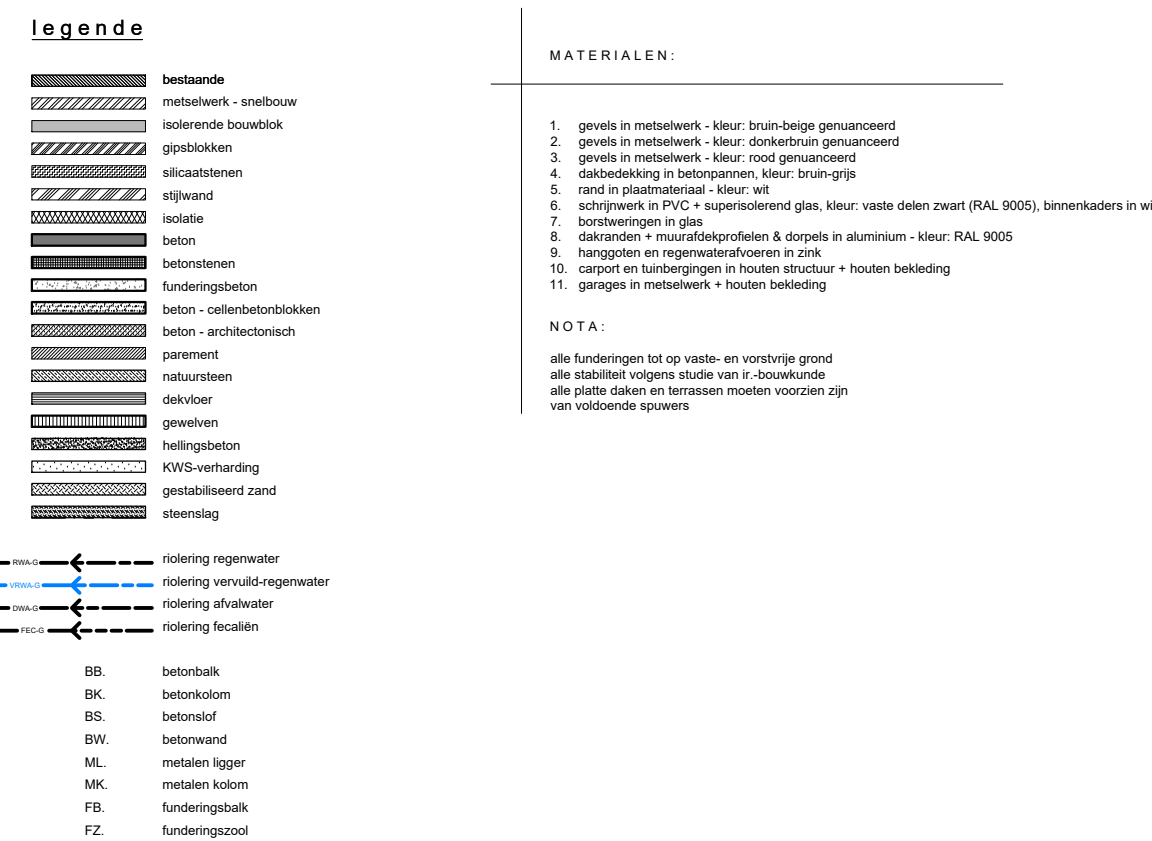 legende
bestaande
metselwerk - snelbouw
isolerende bouwblok
gipsblokken
silicaatstenen
stijlwand
isolatie
beton
betonstenen
funderingsbeton
beton - cellenbetonblokken
beton - architectonisch
parement
natuursteen
dekvloer
gewelven
hellingsbeton
KWS-verharding
gestabiliseerd zand
steenslag
RWA-G riolering regenwater
VRWA-G riolering vervuild-regenwater
DWA-G riolering afvalwater
FEC-G riolering fecaliën
BB. betonbalk
BK. betonkolom
BS. betonslof
BW. betonwand
ML. metalen ligger
MK. metalen kolom
FB. funderingsbalk
FZ. funderingszool
MATERIALEN:
1. gevels in metselwerk - kleur: bruin-beige genuanceerd
2. gevels in metselwerk - kleur: donkerbruin genuanceerd
3. gevels in metselwerk - kleur: rood genuanceerd
4. dakbedekking in betonpannen, kleur: bruin-grijs
5. rand in plaatmateriaal - kleur: wit
6. schrijnwerk in PVC + superisolerend glas, kleur: vaste delen zwart (RAL 9005), binnenkaders in wi
7. borstweringen in glas
8. dakranden + muurafdekprofielen & dorpels in aluminium - kleur: RAL 9005
9. hanggoten en regenwaterafvoeren in zink
10. carport en tuinbergingen in houten structuur + houten bekleding
11. garages in metselwerk + houten bekleding
NOTA:
alle funderingen tot op vaste- en vorstvrije grond
alle stabiliteit volgens studie van ir.-bouwkunde
alle platte daken en terrassen moeten voorzien zijn
van voldoende spuwers